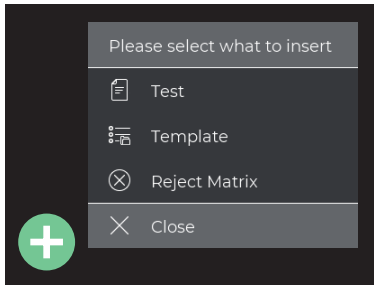 Please select what to insert
Test
Template
Reject Matrix
Close